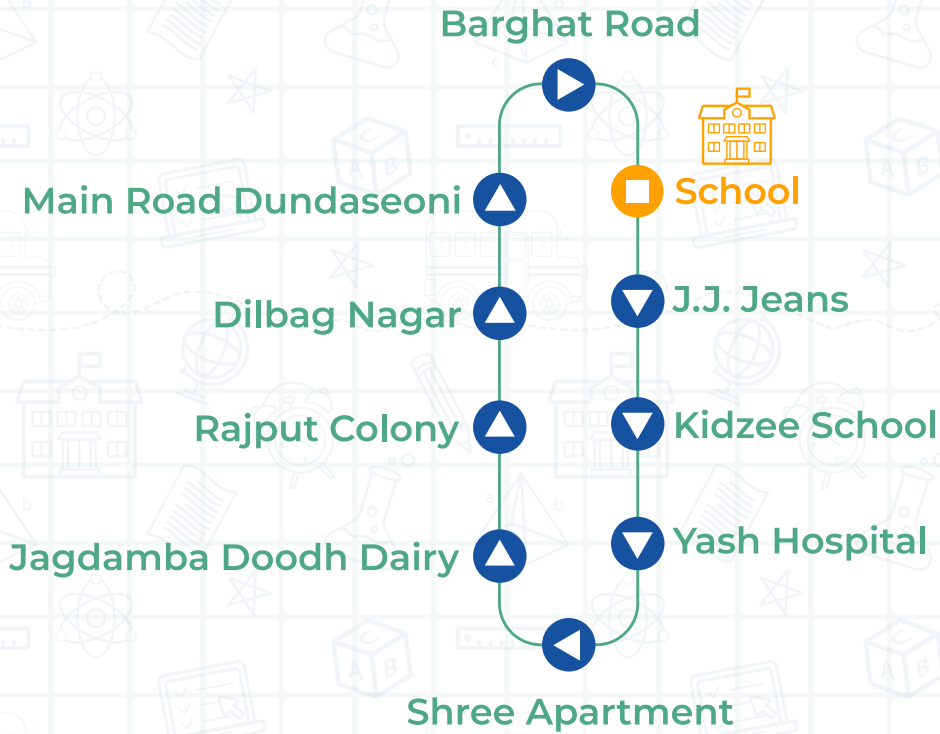 Barghat Road
School
Main Road Dundaseoni
J.J. Jeans
Dilbag Nagar
Kidzee School
Rajput Colony
Yash Hospital
Jagdamba Doodh Dairy
Shree Apartment